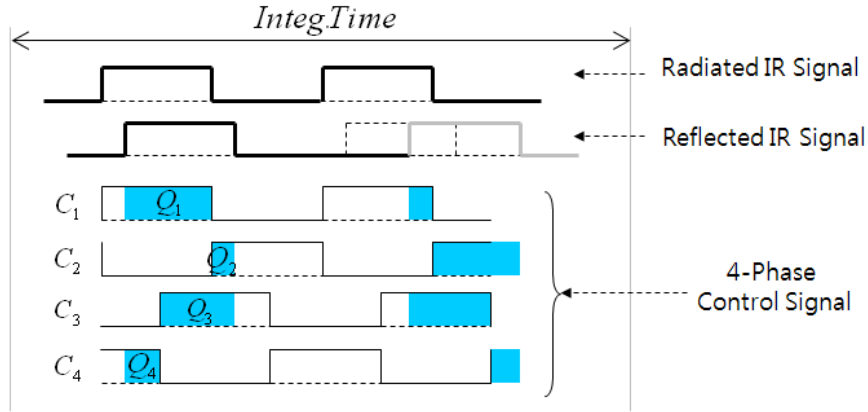 Integ.Time
Radiated IR Signal
Reflected IR Signal
C1 Q1
C2 Q2
C3 Q3
C4 Q4
4-Phase
Control Signal